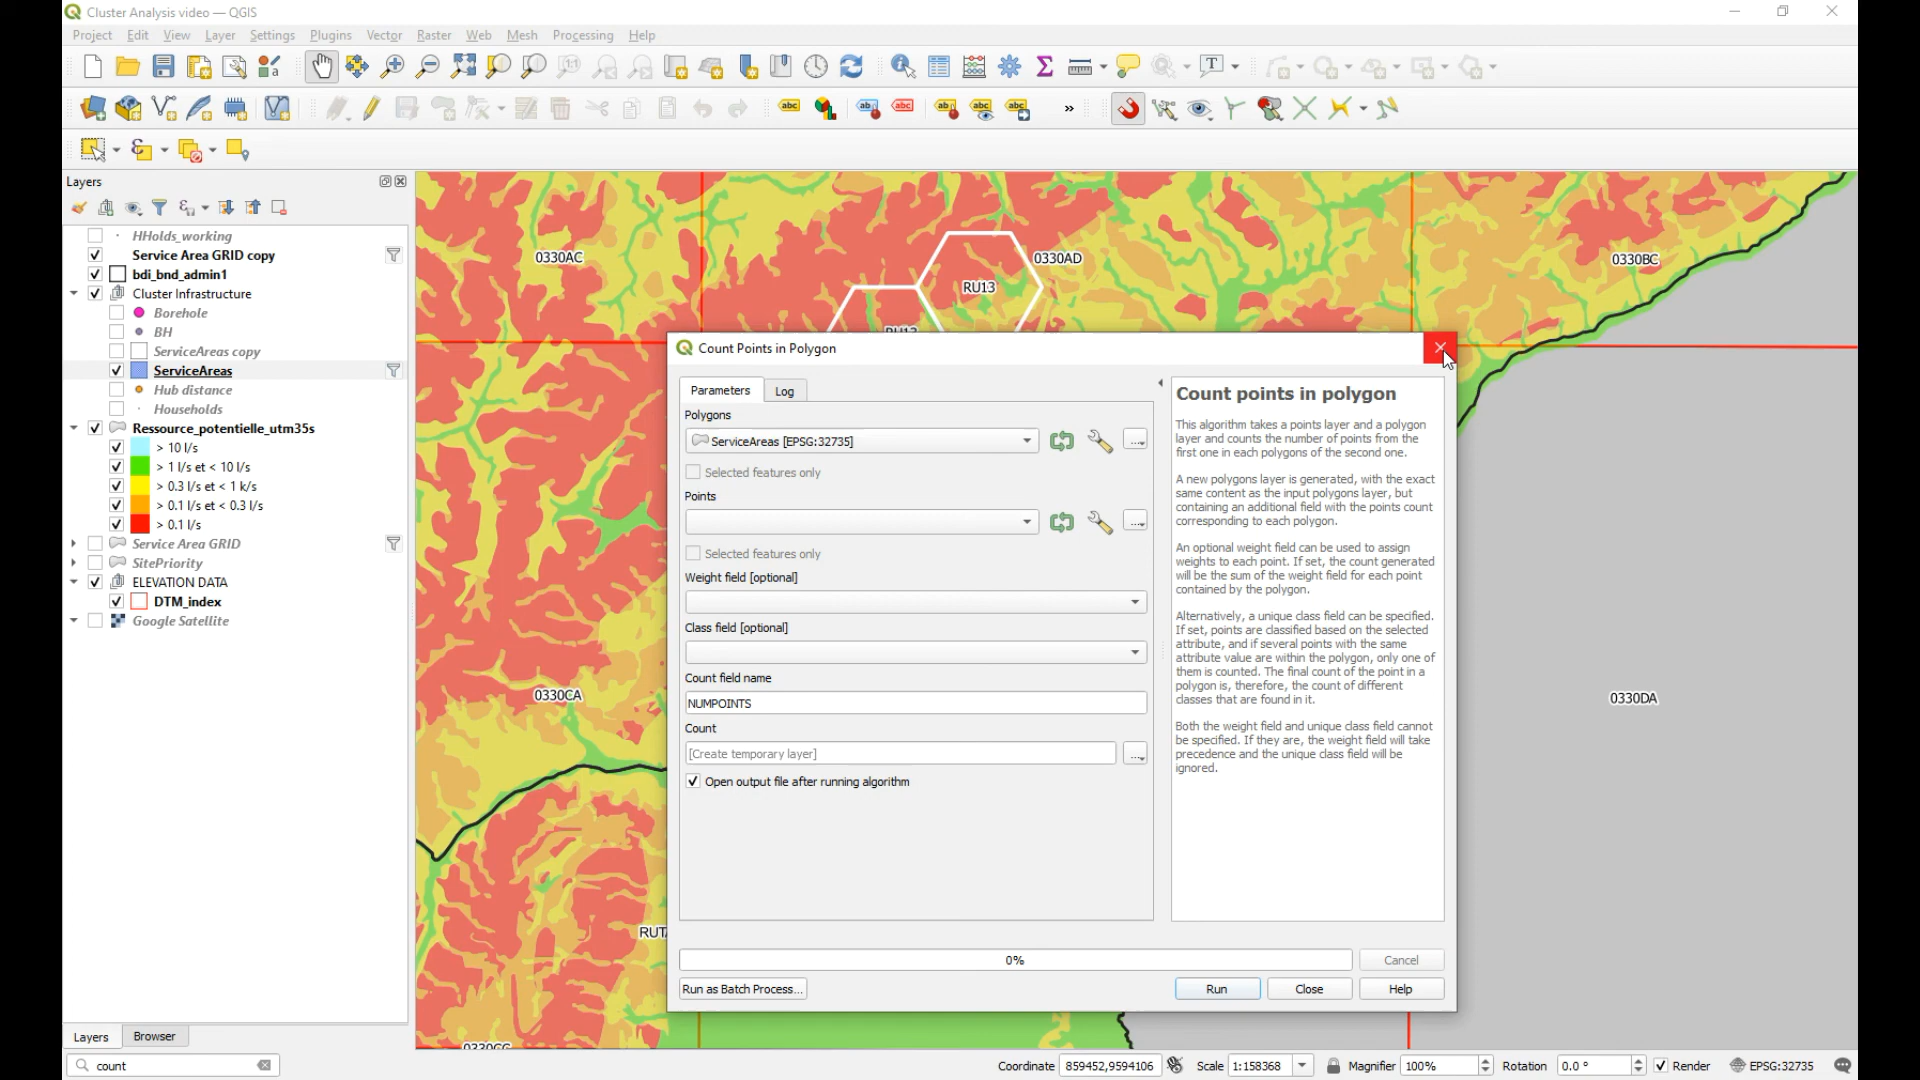 Cluster Analysis video — QGIS
Project Edit View Layer Settings Plugins Vector Raster Web Mesh Processing Help
Layers
HHolds_working
Service Area GRID copy
bdi_bnd_admin1
Cluster Infrastructure
Borehole
BH
ServiceAreas copy
ServiceAreas
Hub distance
Households
Ressource_potentielle_utm35s
> 10 l/s
> 1 l/s et < 10 l/s
> 0.3 l/s et < 1 k/s
> 0.1 l/s et < 0.3 l/s
> 0.1 l/s
Service Area GRID
SitePriority
ELEVATION DATA
DTM_index
Google Satellite
Layers Browser
count
0330AC
0330AD
0330BC
RU13
0330CA
0330DA
Count Points in Polygon
Parameters Log
Polygons
ServiceAreas [EPSG:32735]
Selected features only
Points
Selected features only
Weight field [optional]
Class field [optional]
Count field name
NUMPOINTS
Count
[Create temporary layer]
Open output file after running algorithm
Count points in polygon
This algorithm takes a points layer and a polygon
layer and counts the number of points from the
first one in each polygons of the second one.
A new polygons layer is generated, with the exact
same content as the input polygons layer, but
containing an additional field with the points count
corresponding to each polygon.
An optional weight field can be used to assign
weights to each point. If set, the count generated
will be the sum of the weight field for each point
contained by the polygon.
Alternatively, a unique class field can be specified.
If set, points are classified based on the selected
attribute, and if several points with the same
attribute value are within the polygon, only one of
them is counted. The final count of the point in a
polygon is, therefore, the count of different
classes that are found in it.
Both the weight field and unique class field cannot
be specified. If they are, the weight field will take
precedence and the unique class field will be
ignored.
0%
Cancel
Run as Batch Process...
Run Close Help
Coordinate 859452,9594106 Scale 1:158368 Magnifier 100% Rotation 0.0 ° Render EPSG:32735